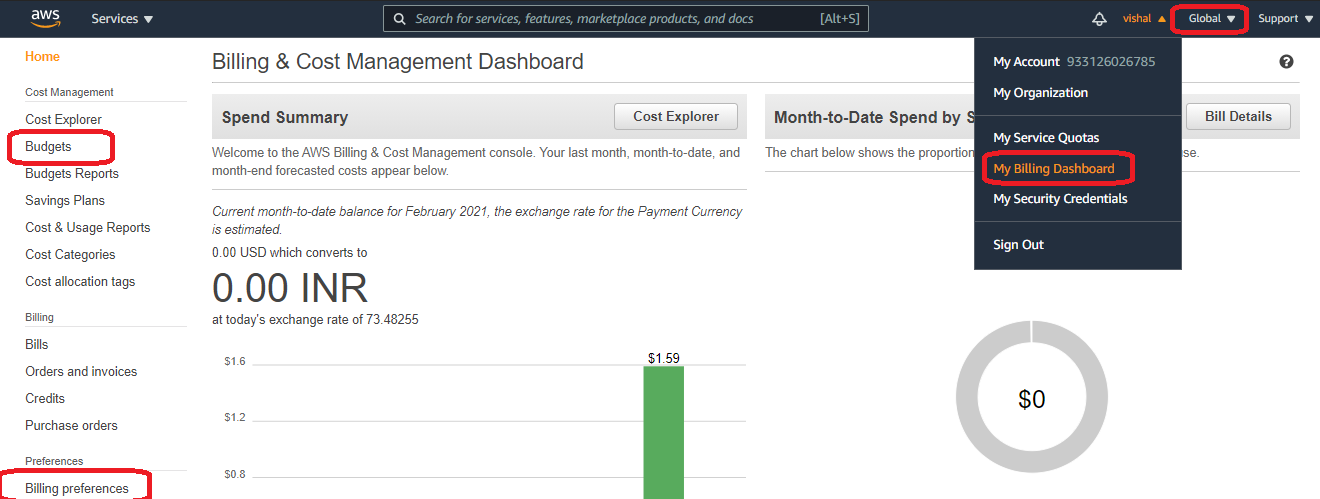 aws
Services
Search for services, features, marketplace products, and docs
[Alt+S]
vishal
Global
Support
Home
Cost Management
Cost Explorer
Budgets
Budgets Reports
Savings Plans
Cost & Usage Reports
Cost Categories
Cost allocation tags
Billing
Bills
Orders and invoices
Credits
Purchase orders
Preferences
Billing preferences
Billing & Cost Management Dashboard
?
Spend Summary
Cost Explorer
Welcome to the AWS Billing & Cost Management console. Your last month, month-to-date, and
month-end forecasted costs appear below.
Current month-to-date balance for February 2021, the exchange rate for the Payment Currency
is estimated.
0.00 USD which converts to
0.00 INR
at today's exchange rate of 73.48255
$1.6
$1.59
$1.2
$0.8
Month-to-Date Spend by S
Bill Details
The chart below shows the proportion
se.
$0
My Account 933126026785
My Organization
My Service Quotas
My Billing Dashboard
My Security Credentials
Sign Out